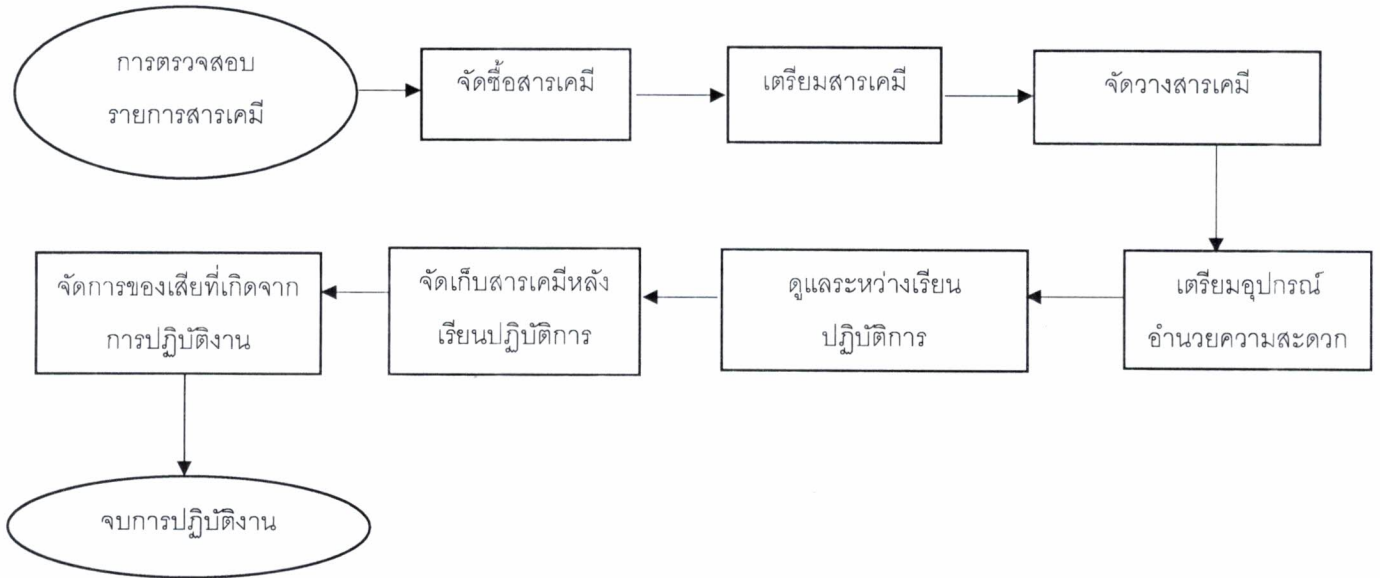 การตรวจสอบ
รายการสารเคมี
จัดซื้อสารเคมี
เตรียมสารเคมี
จัดวางสารเคมี
เตรียมอุปกรณ์
อำนวยความสะดวก
ดูแลระหว่างเรียน
ปฏิบัติการ
จัดเก็บสารเคมีหลัง
เรียนปฏิบัติการ
จัดการของเสียที่เกิดจาก
การปฏิบัติงาน
จบการปฏิบัติงาน